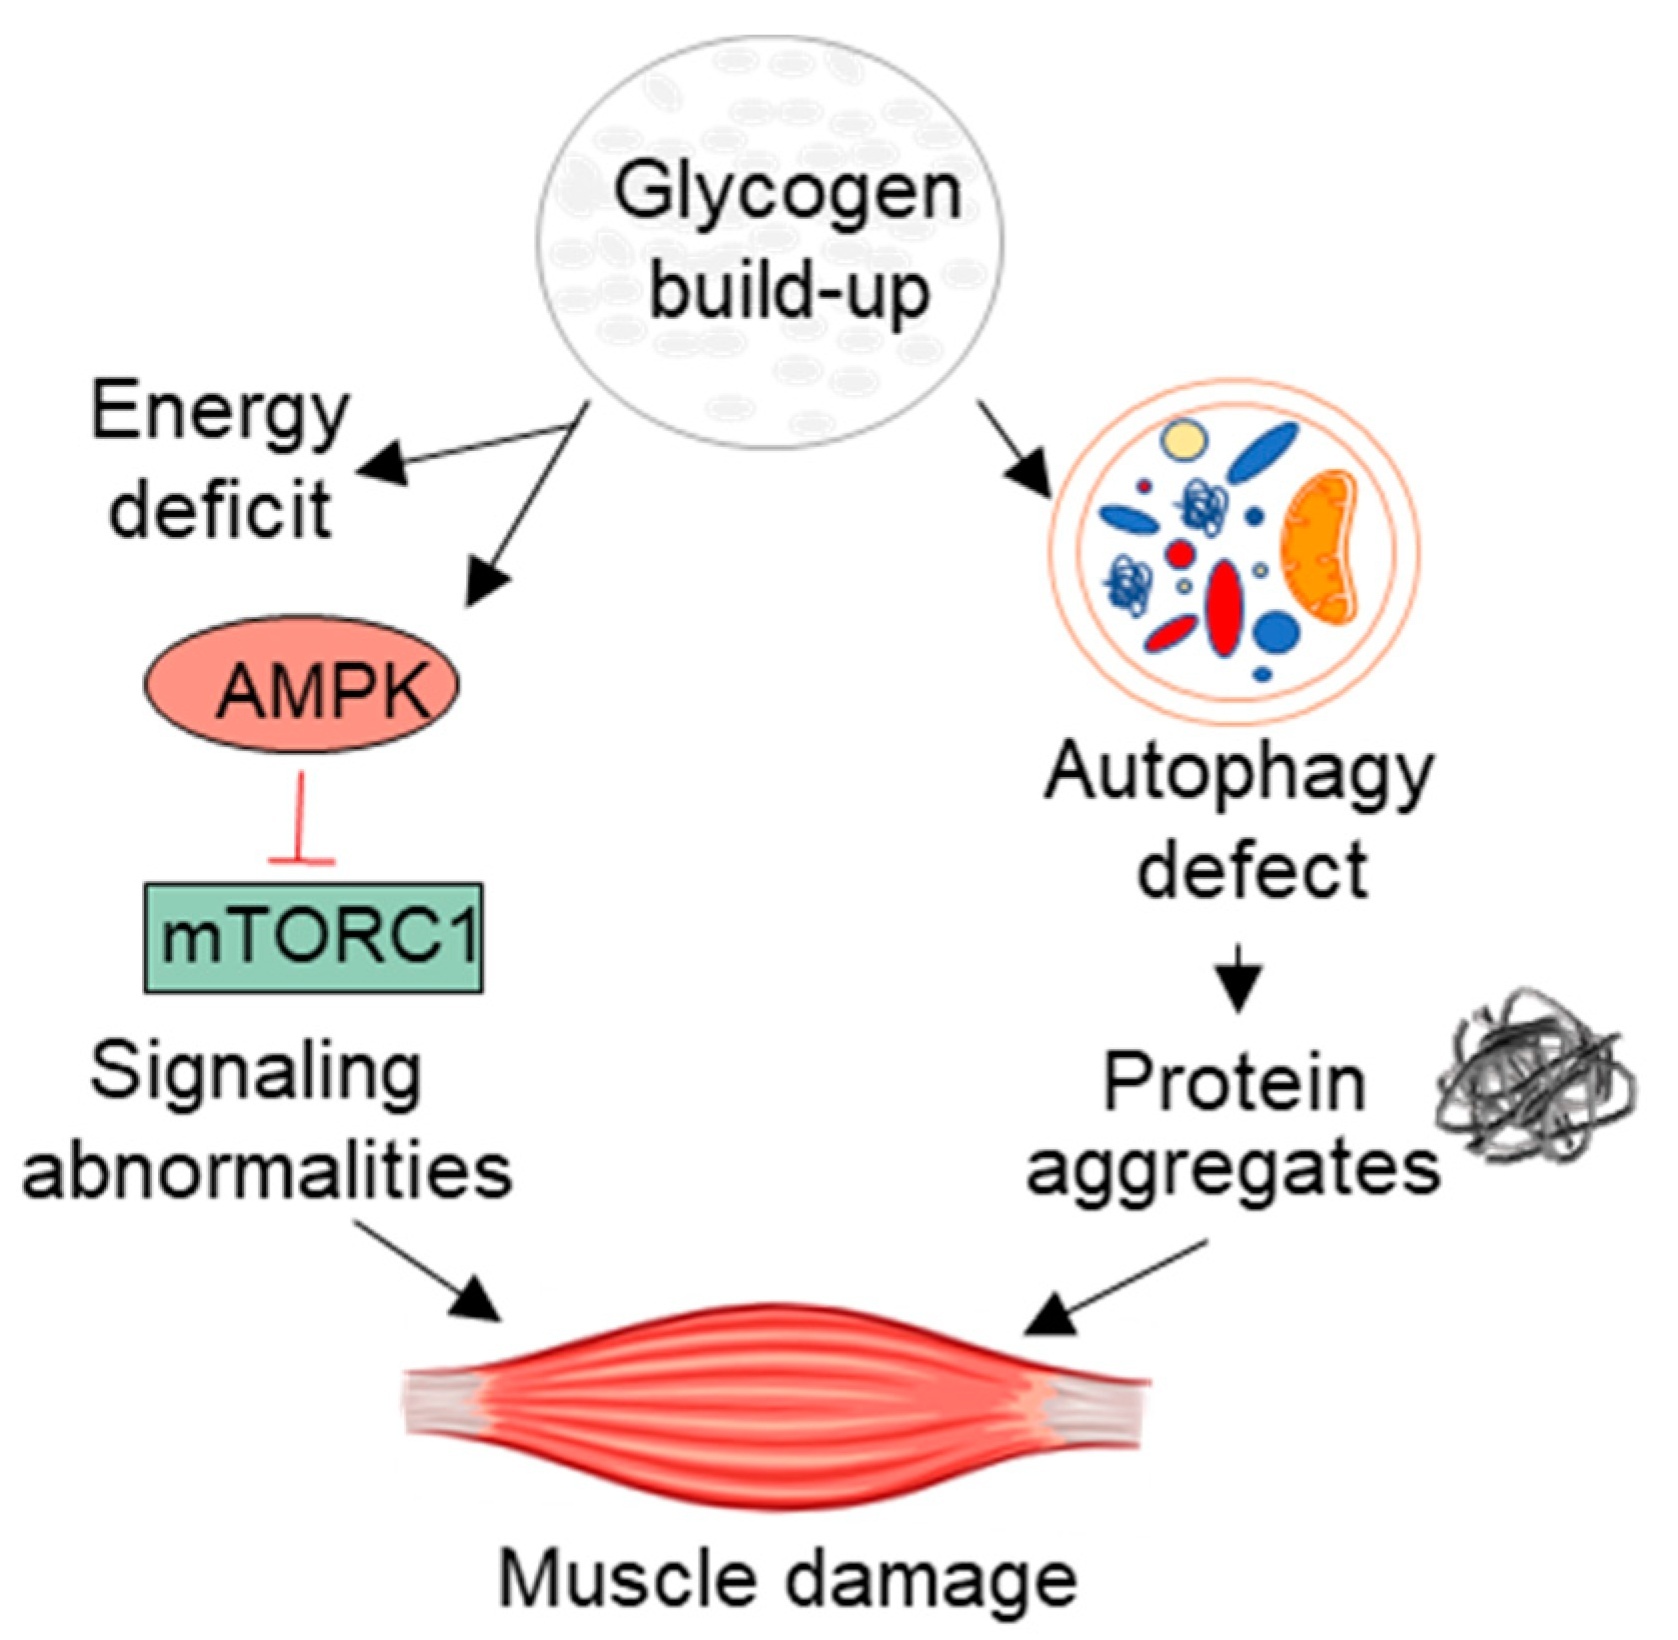 Glycogen
build-up
Energy
deficit
AMPK
mTORC1
Signaling
abnormalities
Autophagy
defect
Protein
aggregates
Muscle damage